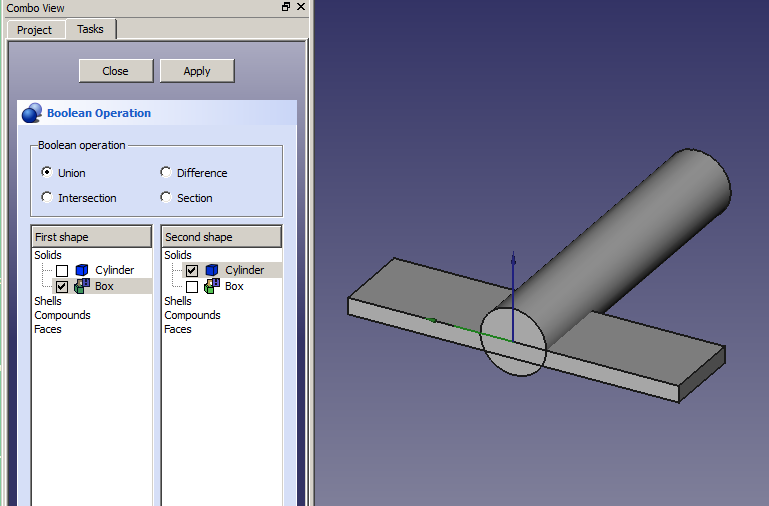 Combo View
Project Tasks
Close Apply
Boolean Operation
Boolean operation
Union Difference
Intersection Section
First shape Second shape
Solids Solids
Cylinder Cylinder
Box Box
Shells Shells
Compounds Compounds
Faces Faces